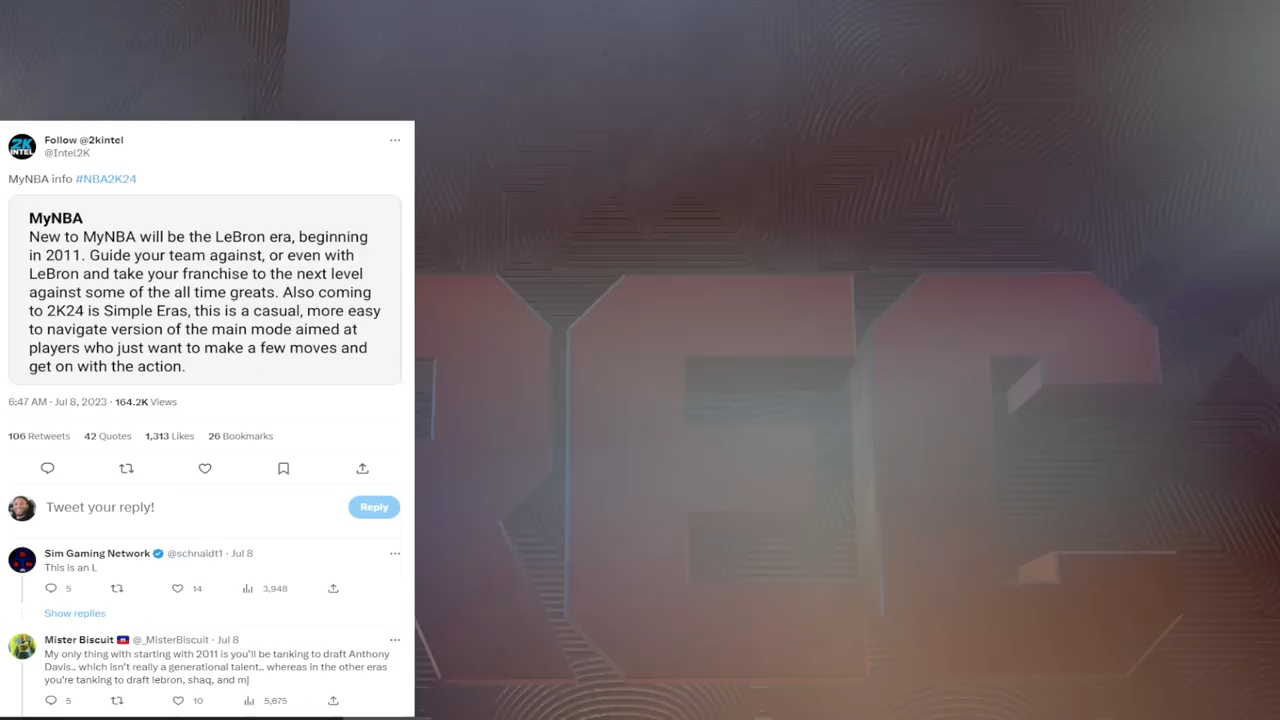 Follow @2kintel
@Intel2K
MyNBA info #NBA2K24
MyNBA
New to MyNBA will be the LeBron era, beginning
in 2011. Guide your team against, or even with
LeBron and take your franchise to the next level
against some of the all time greats. Also coming
to 2K24 is Simple Eras, this is a casual, more easy
to navigate version of the main mode aimed at
players who just want to make a few moves and
get on with the action.
6:47 AM · Jul 8, 2023 · 164.2K Views
106 Retweets 42 Quotes 1,313 Likes 26 Bookmarks
Tweet your reply!
Reply
Sim Gaming Network @schnaidt1 · Jul 8
This is an L
5 14 3,948
Show replies
Mister Biscuit @_MisterBiscuit · Jul 8
My only thing with starting with 2011 is you'll be tanking to draft Anthony
Davis.. which isn't really a generational talent.. whereas in the other eras
you're tanking to draft lebron, shaq, and mj
5 10 5,675
REC
2K
INTEL